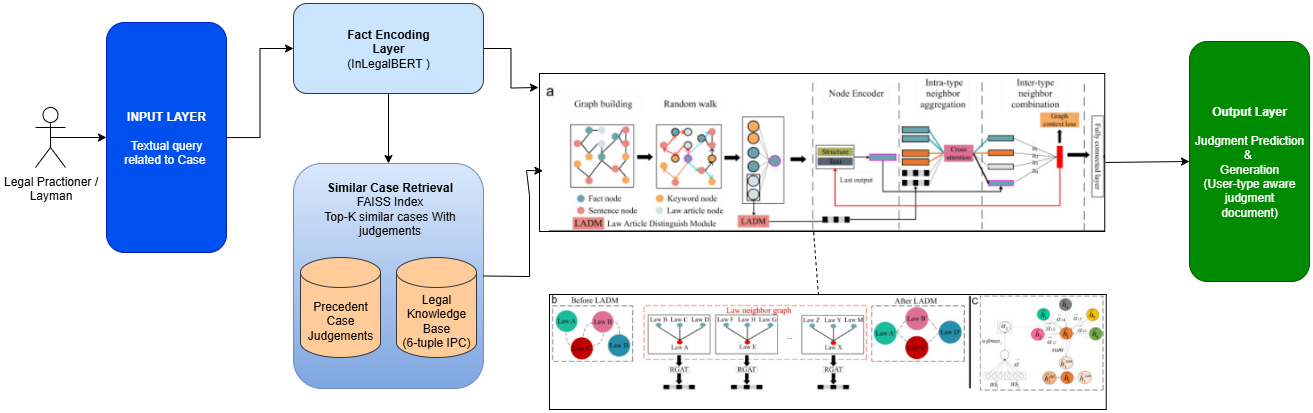 Legal Practioner /
Layman
INPUT LAYER
Textual query
related to Case
Fact Encoding
Layer
(InLegalBERT )
Similar Case Retrieval
FAISS Index
Top-K similar cases With
judgements
Precedent
Case
Judgements
Legal
Knowledge
Base
(6-tuple IPC)
a
Graph building
Random walk
Node Encoder
Intra-type
neighbor
aggregation
Inter-type
neighbor
combination
Graph
context loss
Structure
Text
Last output
Cross
attention
Fully connected layer
Fact node
Keyword node
Sentence node
Law article node
LADM
Law Article Distinguish Module
LADM
Output Layer
Judgment Prediction
&
Generation
(User-type aware
judgment
document)
b
Before LADM
Law A
Law B
Law D
Law neighbor graph
Law B Law C Law D
Law A
Law F Law H Law G
Law E
...
Law Z Law Y Law M
Law X
RGAT
RGAT
RGAT
After LADM
Law A
Law B
Law D
c
softmax
sum